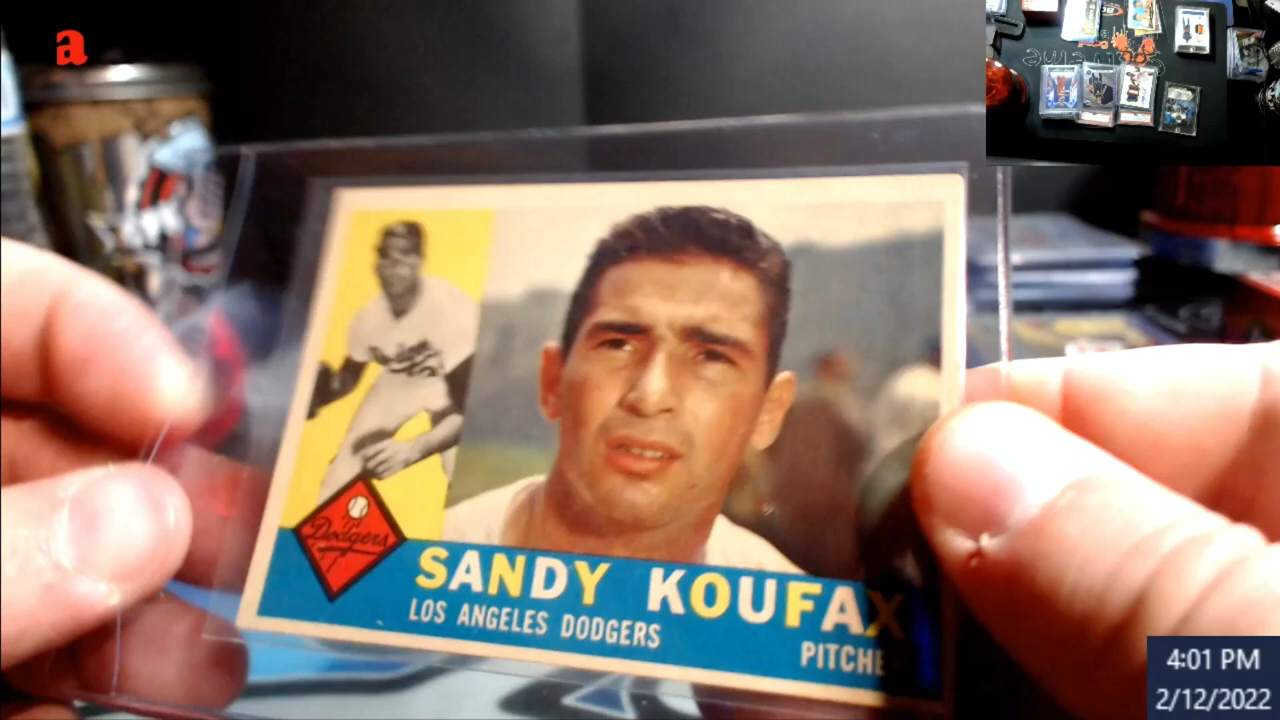 a
Dodgers
SANDY KOUFAX
LOS ANGELES DODGERS
PITCHE
4:01 PM
2/12/2022